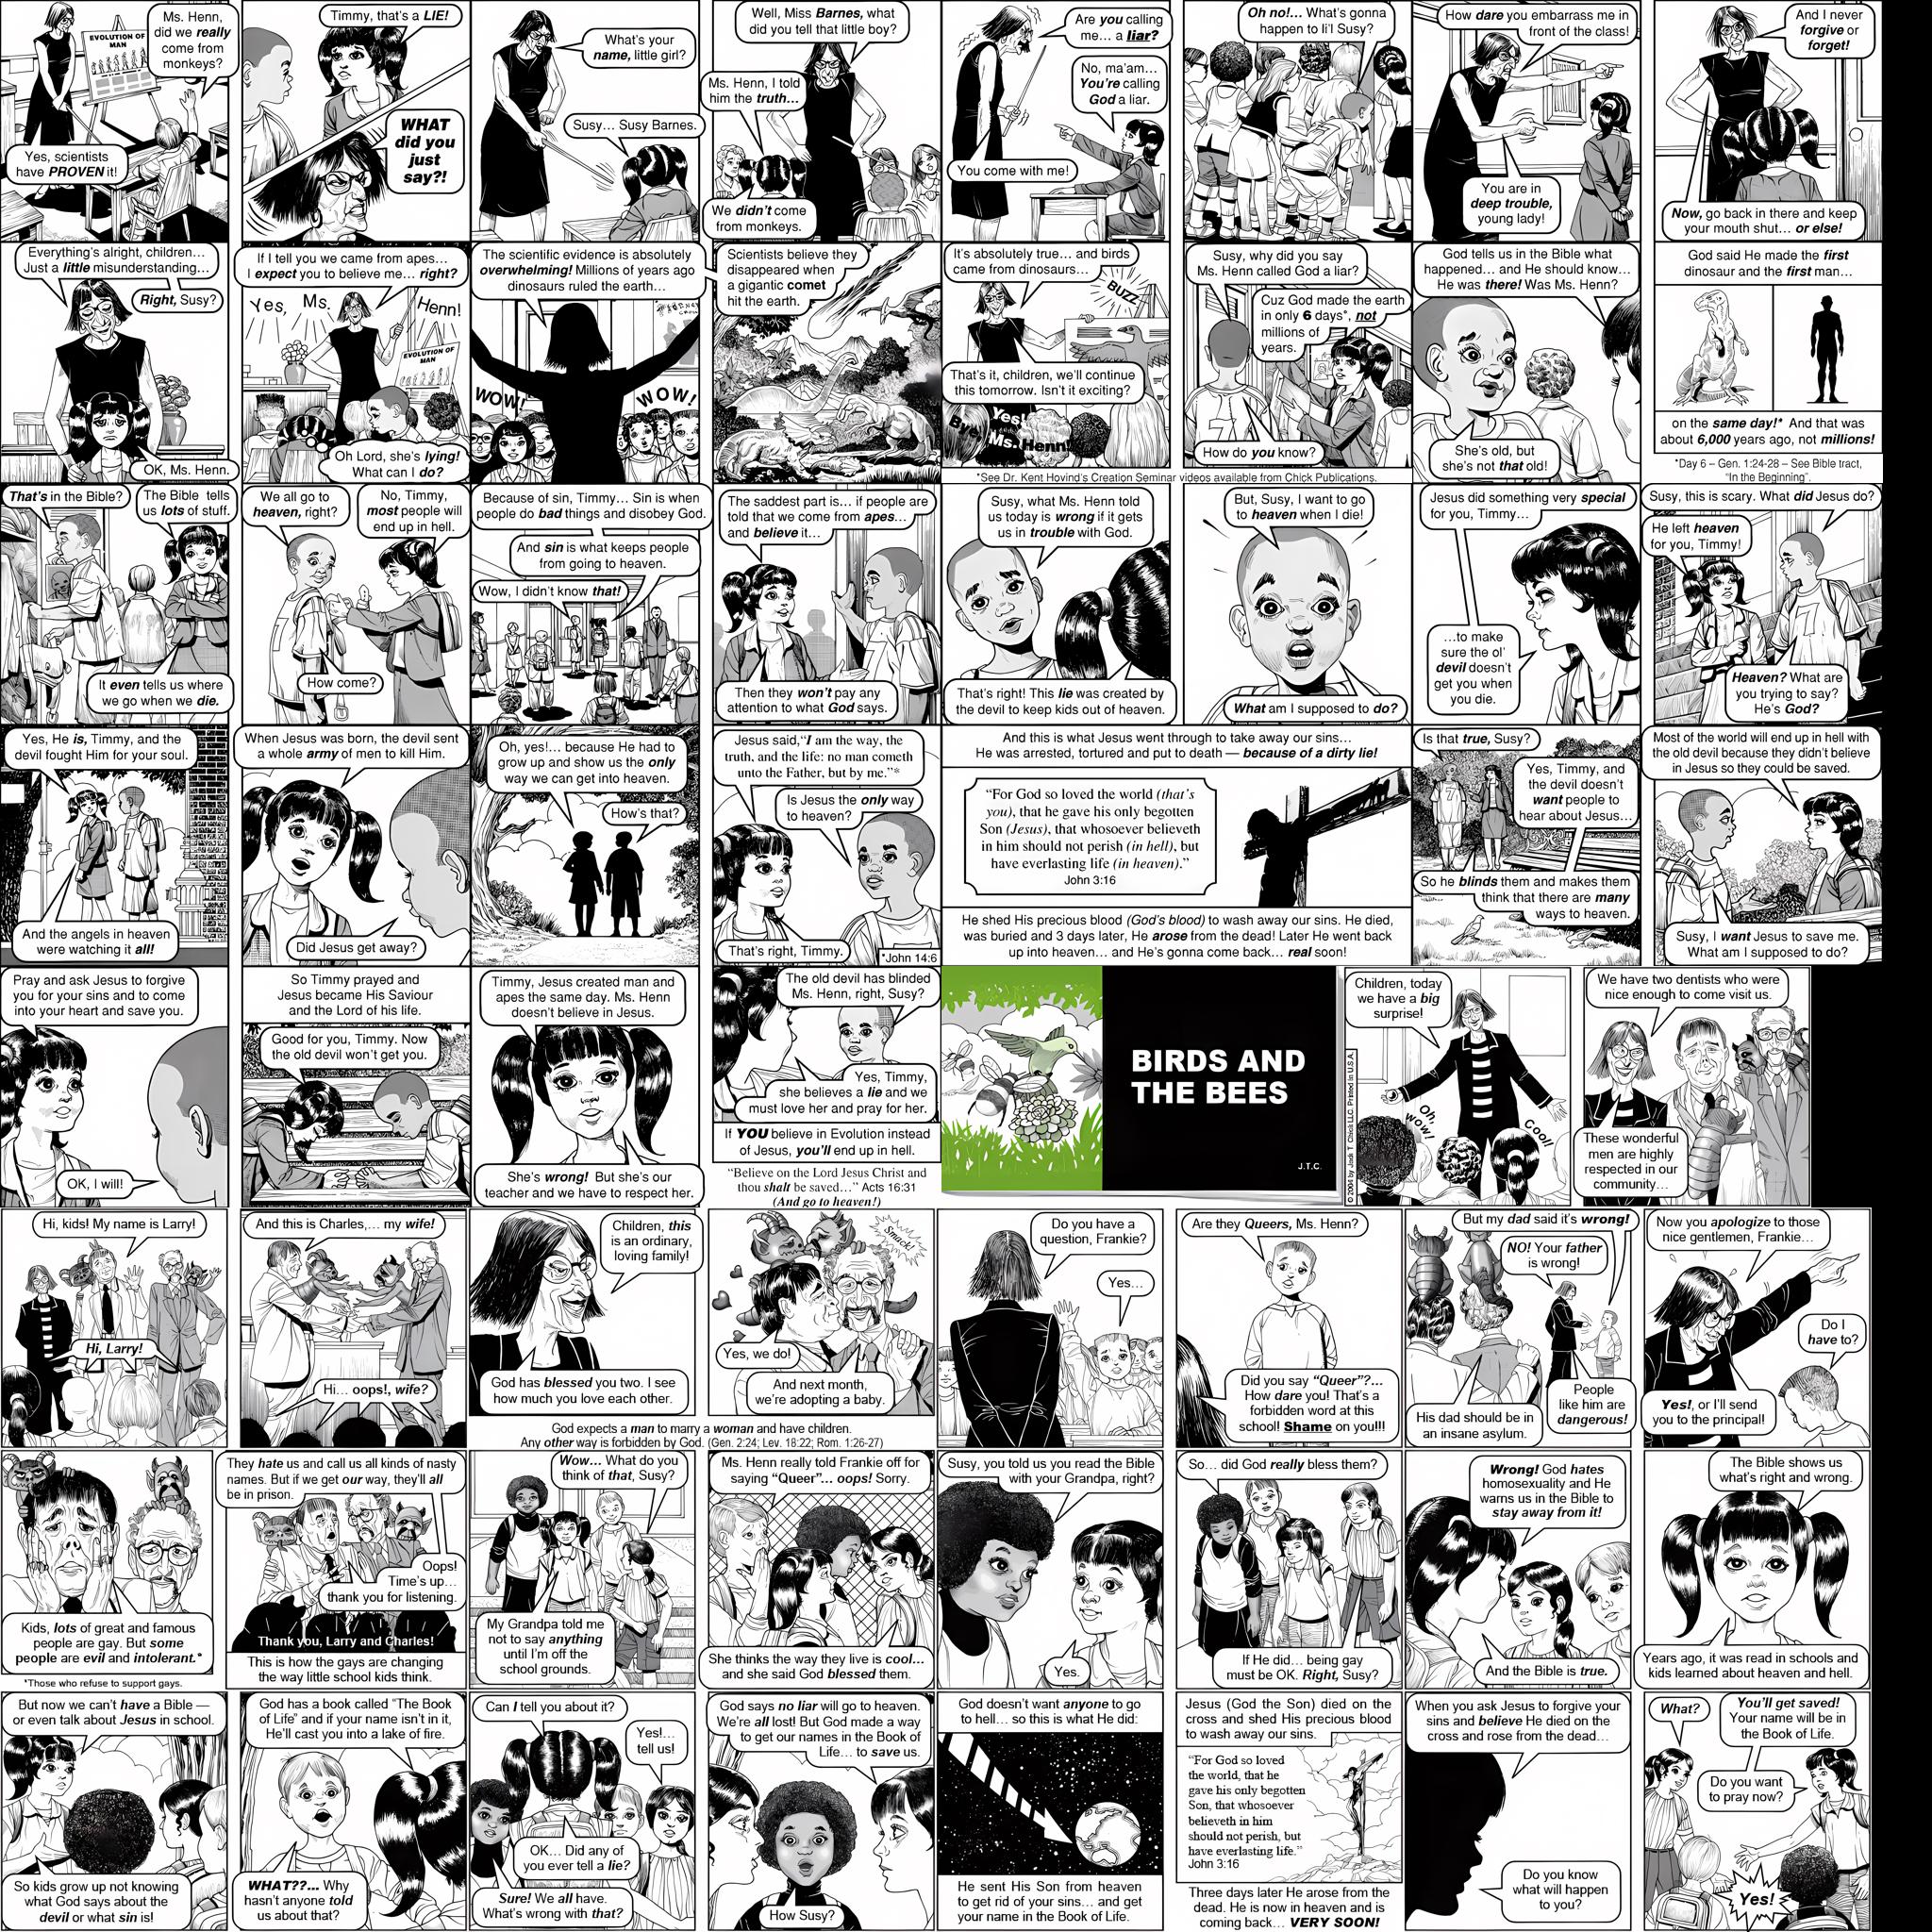 Ms. Henn,
did we really
come from
monkeys?
EVOLUTION OF
MAN
Yes, scientists
have PROVEN it!
Timmy, that's a LIE!
WHAT
did you
just
say?!
What's your
name, little girl?
Susy... Susy Barnes.
Well, Miss Barnes, what
did you tell that little boy?
Ms. Henn, I told
him the truth...
We didn't come
from monkeys.
Are you calling
me... a liar?
No, ma'am...
You're calling
God a liar.
You come with me!
Oh no!... What's gonna
happen to li'l Susy?
How dare you embarrass me in
front of the class!
You are in
deep trouble,
young lady!
And I never
forgive or
forget!
Now, go back in there and keep
your mouth shut... or else!
Everything's alright, children...
Just a little misunderstanding...
Right, Susy?
OK, Ms. Henn.
If I tell you we came from apes...
I expect you to believe me... right?
Yes, Ms. Henn!
EVOLUTION OF
MAN
Oh Lord, she's lying!
What can I do?
The scientific evidence is absolutely
overwhelming! Millions of years ago
dinosaurs ruled the earth...
WOW!
WOW!
Scientists believe they
disappeared when
a gigantic comet
hit the earth.
It's absolutely true... and birds
came from dinosaurs...
BUZZ
That's it, children, we'll continue
this tomorrow. Isn't it exciting?
Bye!
Yes!
Ms. Henn!
Susy, why did you say
Ms. Henn called God a liar?
Cuz God made the earth
in only 6 days*, not
millions of
years.
How do you know?
*See Dr. Kent Hovind's Creation Seminar videos available from Chick Publications.
God tells us in the Bible what
happened... and He should know...
He was there! Was Ms. Henn?
She's old, but
she's not that old!
God said He made the first
dinosaur and the first man...
on the same day!* And that was
about 6,000 years ago, not millions!
*Day 6 – Gen. 1:24-28 – See Bible tract,
"In the Beginning".
That's in the Bible?
The Bible tells
us lots of stuff.
It even tells us where
we go when we die.
We all go to
heaven, right?
No, Timmy,
most people will
end up in hell.
How come?
Because of sin, Timmy... Sin is when
people do bad things and disobey God.
And sin is what keeps people
from going to heaven.
Wow, I didn't know that!
The saddest part is... if people are
told that we come from apes...
and believe it...
Then they won't pay any
attention to what God says.
Susy, what Ms. Henn told
us today is wrong if it gets
us in trouble with God.
That's right! This lie was created by
the devil to keep kids out of heaven.
But, Susy, I want to go
to heaven when I die!
What am I supposed to do?
Jesus did something very special
for you, Timmy...
...to make
sure the ol'
devil doesn't
get you when
you die.
Susy, this is scary. What did Jesus do?
He left heaven
for you, Timmy!
Heaven? What are
you trying to say?
He's God?
Yes, He is, Timmy, and the
devil fought Him for your soul.
And the angels in heaven
were watching it all!
When Jesus was born, the devil sent
a whole army of men to kill Him.
Did Jesus get away?
Oh, yes!... because He had to
grow up and show us the only
way we can get into heaven.
How's that?
Jesus said,"I am the way, the
truth, and the life: no man cometh
unto the Father, but by me."*
Is Jesus the only way
to heaven?
That's right, Timmy.
*John 14:6
And this is what Jesus went through to take away our sins...
He was arrested, tortured and put to death — because of a dirty lie!
"For God so loved the world (that's
you), that he gave his only begotten
Son (Jesus), that whosoever believeth
in him should not perish (in hell), but
have everlasting life (in heaven)."
John 3:16
He shed His precious blood (God's blood) to wash away our sins. He died,
was buried and 3 days later, He arose from the dead! Later He went back
up into heaven... and He's gonna come back... real soon!
Is that true, Susy?
Yes, Timmy, and
the devil doesn't
want people to
hear about Jesus...
So he blinds them and makes them
think that there are many
ways to heaven.
Most of the world will end up in hell with
the old devil because they didn't believe
in Jesus so they could be saved.
Susy, I want Jesus to save me.
What am I supposed to do?
Pray and ask Jesus to forgive
you for your sins and to come
into your heart and save you.
OK, I will!
So Timmy prayed and
Jesus became His Saviour
and the Lord of his life.
Good for you, Timmy. Now
the old devil won't get you.
Timmy, Jesus created man and
apes the same day. Ms. Henn
doesn't believe in Jesus.
She's wrong! But she's our
teacher and we have to respect her.
The old devil has blinded
Ms. Henn, right, Susy?
Yes, Timmy,
she believes a lie and we
must love her and pray for her.
If YOU believe in Evolution instead
of Jesus, you'll end up in hell.
"Believe on the Lord Jesus Christ and
thou shalt be saved..." Acts 16:31
(And go to heaven!)
BIRDS AND
THE BEES
J.T.C.
Children, today
we have a big
surprise!
Oh, wow!
cool!
© 2004 by Jack T. Chick LLC. Printed in U.S.A.
We have two dentists who were
nice enough to come visit us.
These wonderful
men are highly
respected in our
community...
Hi, kids! My name is Larry!
Hi, Larry!
And this is Charles,... my wife!
Hi... oops!, wife?
Children, this
is an ordinary,
loving family!
God has blessed you two. I see
how much you love each other.
Smack!
Yes, we do!
And next month,
we're adopting a baby.
God expects a man to marry a woman and have children.
Any other way is forbidden by God. (Gen. 2:24; Lev. 18:22; Rom. 1:26-27)
Do you have a
question, Frankie?
Yes...
Are they Queers, Ms. Henn?
Did you say "Queer"?...
How dare you! That's a
forbidden word at this
school! Shame on you!!!
But my dad said it's wrong!
NO! Your father
is wrong!
His dad should be in
an insane asylum.
People
like him are
dangerous!
Now you apologize to those
nice gentlemen, Frankie...
Do I
have to?
Yes!, or I'll send
you to the principal!
Kids, lots of great and famous
people are gay. But some
people are evil and intolerant.*
*Those who refuse to support gays.
They hate us and call us all kinds of nasty
names. But if we get our way, they'll all
be in prison.
Oops!
Time's up...
thank you for listening.
Thank you, Larry and Charles!
This is how the gays are changing
the way little school kids think.
Wow... What do you
think of that, Susy?
My Grandpa told me
not to say anything
until I'm off the
school grounds.
Ms. Henn really told Frankie off for
saying "Queer"... oops! Sorry.
She thinks the way they live is cool...
and she said God blessed them.
Susy, you told us you read the Bible
with your Grandpa, right?
Yes.
So... did God really bless them?
If He did... being gay
must be OK. Right, Susy?
Wrong! God hates
homosexuality and He
warns us in the Bible to
stay away from it!
And the Bible is true.
The Bible shows us
what's right and wrong.
Years ago, it was read in schools and
kids learned about heaven and hell.
But now we can't have a Bible —
or even talk about Jesus in school.
So kids grow up not knowing
what God says about the
devil or what sin is!
God has a book called "The Book
of Life" and if your name isn't in it,
He'll cast you into a lake of fire.
WHAT??... Why
hasn't anyone told
us about that?
Can I tell you about it?
Yes!...
tell us!
OK... Did any of
you ever tell a lie?
Sure! We all have.
What's wrong with that?
God says no liar will go to heaven.
We're all lost! But God made a way
to get our names in the Book of
Life... to save us.
How Susy?
God doesn't want anyone to go
to hell... so this is what He did:
He sent His Son from heaven
to get rid of your sins... and get
your name in the Book of Life.
Jesus (God the Son) died on the
cross and shed His precious blood
to wash away our sins.
"For God so loved
the world, that he
gave his only begotten
Son, that whosoever
believeth in him
should not perish, but
have everlasting life."
John 3:16
Three days later He arose from the
dead. He is now in heaven and is
coming back... VERY SOON!
When you ask Jesus to forgive your
sins and believe He died on the
cross and rose from the dead...
Do you know
what will happen
to you?
What?
You'll get saved!
Your name will be in
the Book of Life.
Do you want
to pray now?
Yes!